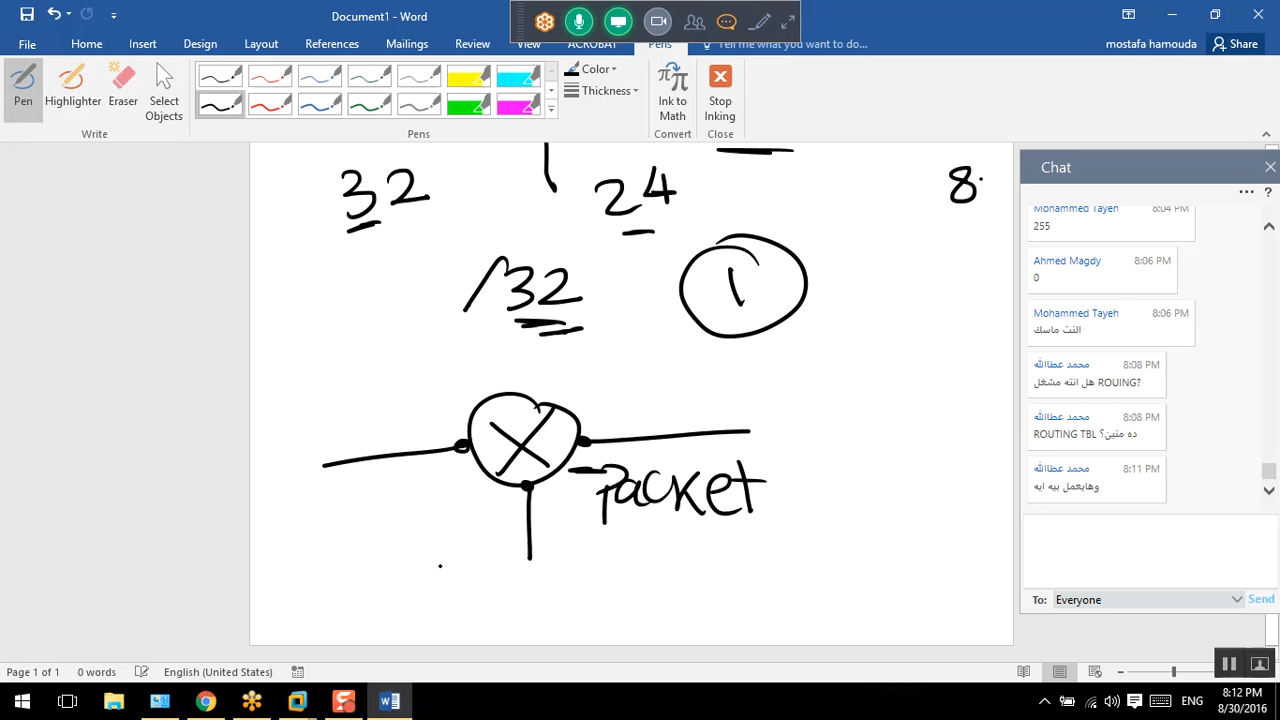 Document1 - Word
mostafa hamouda
Share
File
Home
Insert
Design
Layout
References
Mailings
Review
View
ACROBAT
Pens
Tell me what you want to do...
Pen
Highlighter
Eraser
Select Objects
Color
Thickness
Ink to Math
Stop Inking
Write
Pens
Convert
Close
32
24
8
/32
1
Packet
Chat
Mohammed Tayeh 8:04 PM
255
Ahmed Magdy 8:06 PM
0
Mohammed Tayeh 8:06 PM
النت ماسك
محمد عطاالله 8:08 PM
هل انته مشغل ROUING?
محمد عطاالله 8:08 PM
ROUTING TBL ده منين؟
محمد عطاالله 8:11 PM
وهايعمل بيه ايه
To: Everyone
Send
Page 1 of 1
0 words
English (United States)
ENG
8:12 PM
8/30/2016